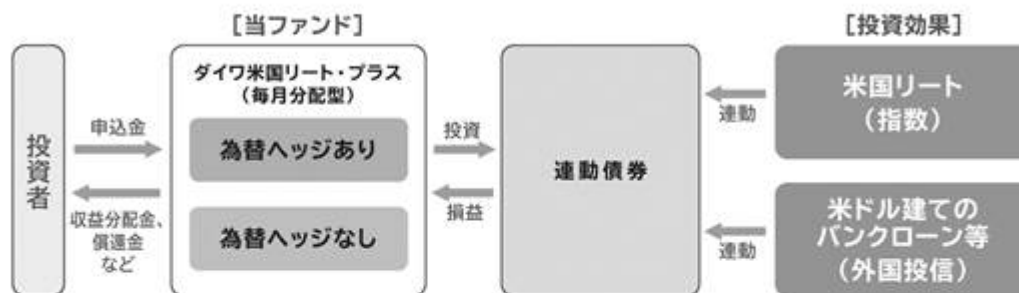 [当ファンド]
[投資効果]
投資者
申込金
収益分配金、
償還金
など
ダイワ米国リート・プラス
(毎月分配型)
為替ヘッジあり
為替ヘッジなし
投資
損益
連動債券
連動
連動
米国リート
(指数)
米ドル建ての
バンクローン等
(外国投信)